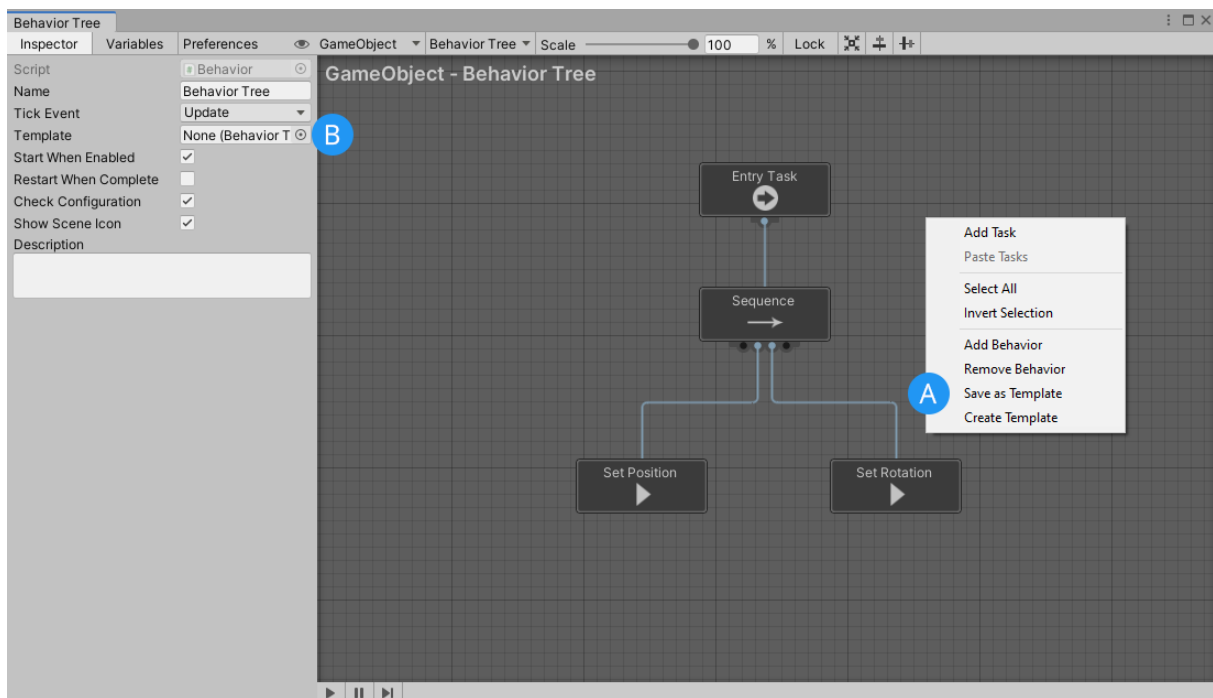 Behavior Tree
Inspector Variables Preferences GameObject Behavior Tree Scale 100 % Lock
Script Behavior
Name Behavior Tree
Tick Event Update
Template None (Behavior T
Start When Enabled
Restart When Complete
Check Configuration
Show Scene Icon
Description
B
GameObject - Behavior Tree
Entry Task
Sequence
Set Position
Set Rotation
Add Task
Paste Tasks
Select All
Invert Selection
Add Behavior
Remove Behavior
A Save as Template
Create Template